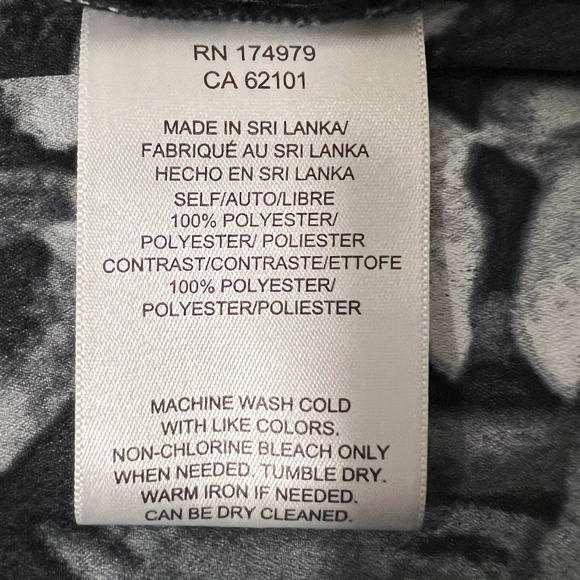 RN 174979
CA 62101
MADE IN SRI LANKA/
FABRIQUÉ AU SRI LANKA
HECHO EN SRI LANKA
SELF/AUTO/LIBRE
100% POLYESTER/
POLYESTER/ POLIESTER
CONTRAST/CONTRASTE/ETTOFE
100% POLYESTER/
POLYESTER/POLIESTER
MACHINE WASH COLD
WITH LIKE COLORS.
NON-CHLORINE BLEACH ONLY
WHEN NEEDED. TUMBLE DRY.
WARM IRON IF NEEDED.
CAN BE DRY CLEANED.